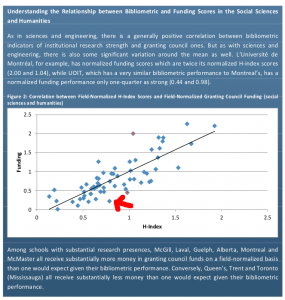 Understanding the Relationship between Bibliometric and Funding Scores in the Social Sciences
and Humanities
As in sciences and engineering, there is a generally positive correlation between bibliometric
indicators of institutional research strength and granting council ones. But as with sciences and
engineering, there is also some significant variation around the mean as well. L'Université de
Montréal, for example, has normalized funding scores which are twice its normalized H-index scores
(2.00 and 1.04), while UOIT, which has a very similar bibliometric performance to Montreal's, has a
normalized funding performance only one-quarter as strong (0.44 and 0.98).
Figure 3: Correlation between Field-Normalized H-Index Scores and Field-Normalized Granting Council Funding (social
sciences and humanities)
2.5
2
1.5
1
0.5
0
Funding
0 0.5 1 1.5 2 2.5
H-Index
Among schools with substantial research presences, McGill, Laval, Guelph, Alberta, Montreal and
McMaster all receive substantially more money in granting council funds on a field-normalized basis
than one would expect given their bibliometric performance. Conversely, Queen's, Trent and Toronto
(Mississauga) all receive substantially less money than one would expect given their bibliometric
performance.